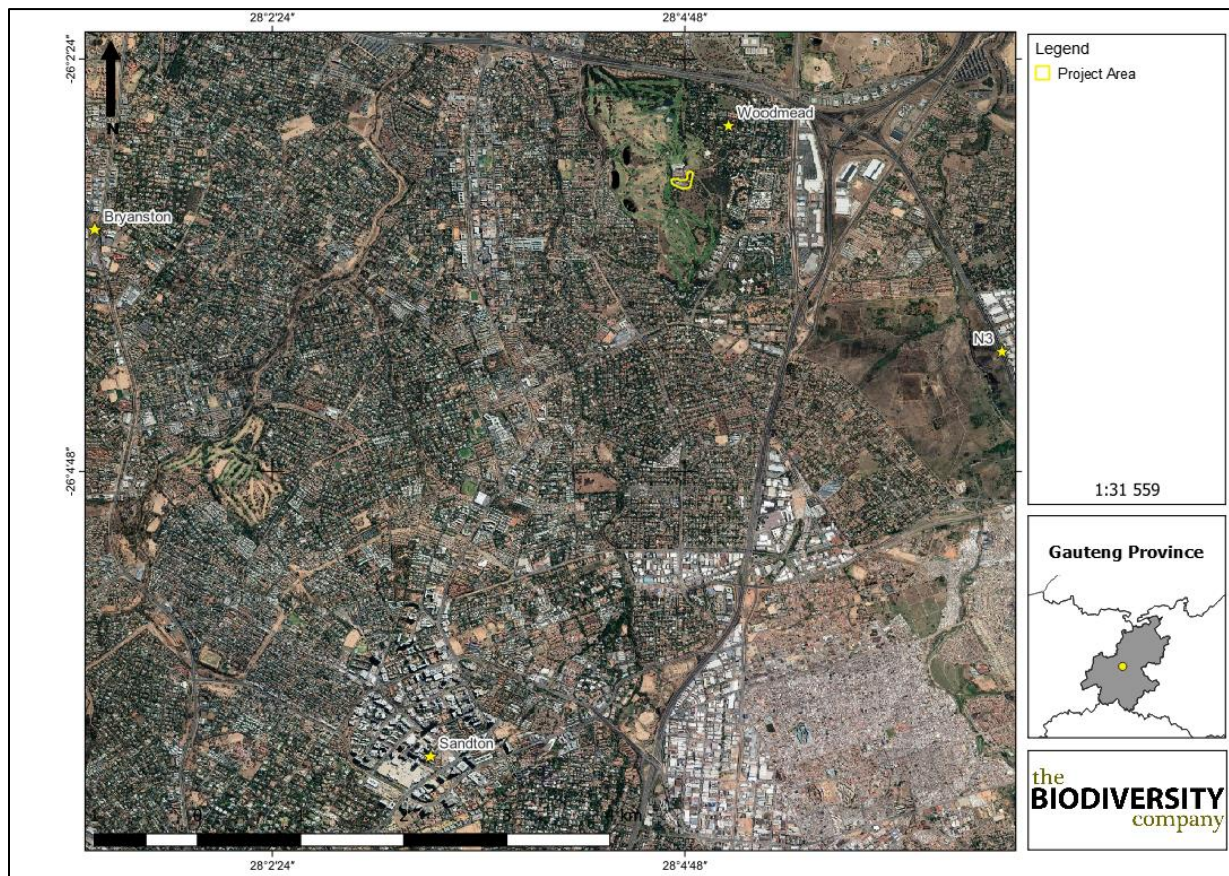 28°2′24″ 28°4′48″
-26°2′24″
-26°4′48″
N
Woodmead
Bryanston
N3
Sandton
28°2′24″ 28°4′48″
Legend
Project Area
1:31 559
Gauteng Province
the
BIODIVERSITY
company